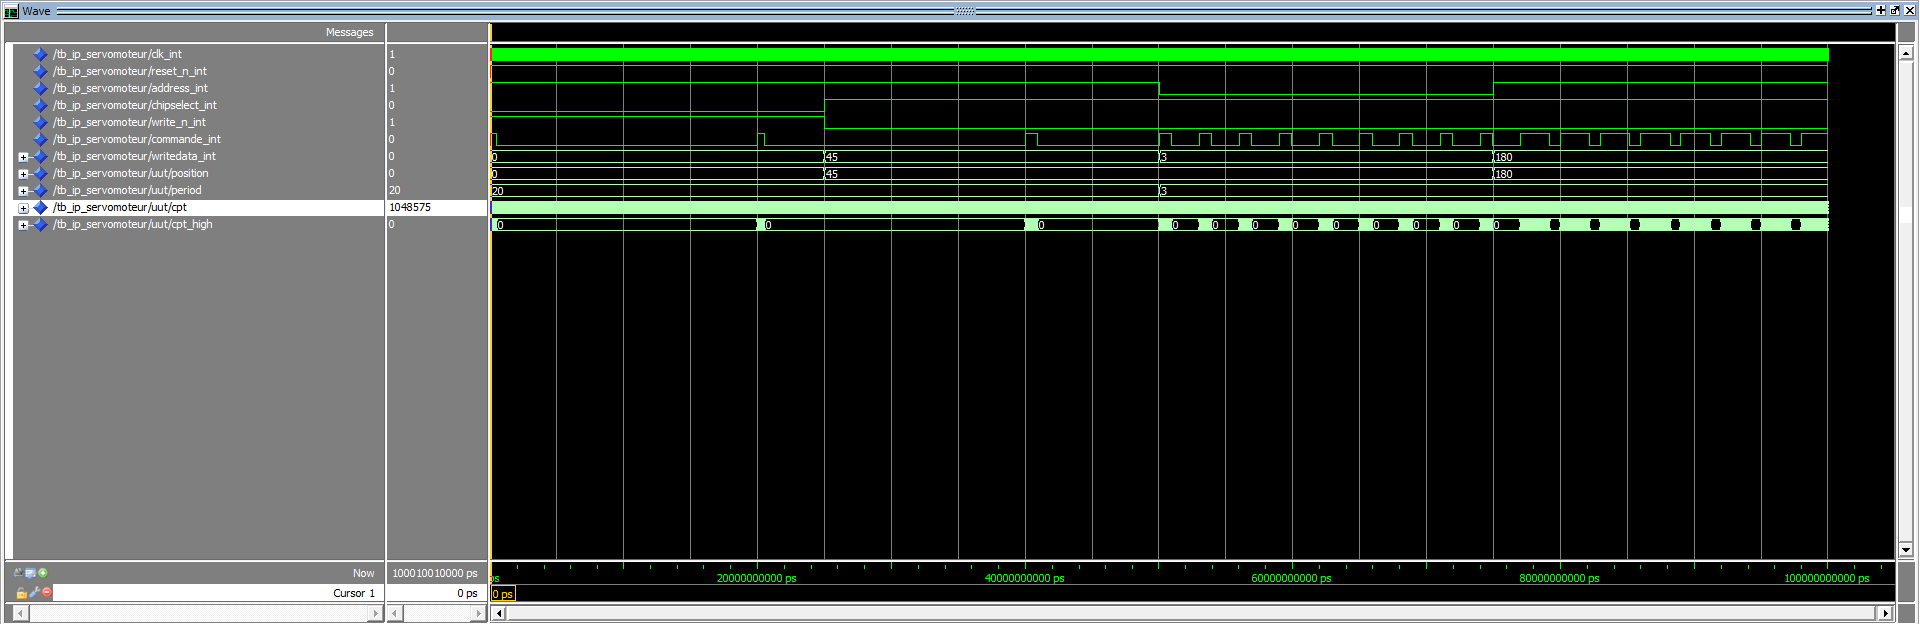 Wave
Messages
/tb_ip_servomoteur/clk_int 1
/tb_ip_servomoteur/reset_n_int 0
/tb_ip_servomoteur/address_int 1
/tb_ip_servomoteur/chipselect_int 0
/tb_ip_servomoteur/write_n_int 1
/tb_ip_servomoteur/commande_int 0
/tb_ip_servomoteur/writedata_int 0 0 45 3 180
/tb_ip_servomoteur/uut/position 0 0 45 180
/tb_ip_servomoteur/uut/period 20 20 3
/tb_ip_servomoteur/uut/cpt 1048575
/tb_ip_servomoteur/uut/cpt_high 0 0 0 0 0 0 0 0 0 0 0 0 0
Now 100010010000 ps ps 20000000000 ps 40000000000 ps 60000000000 ps 80000000000 ps 100000000000 ps
Cursor 1 0 ps 0 ps